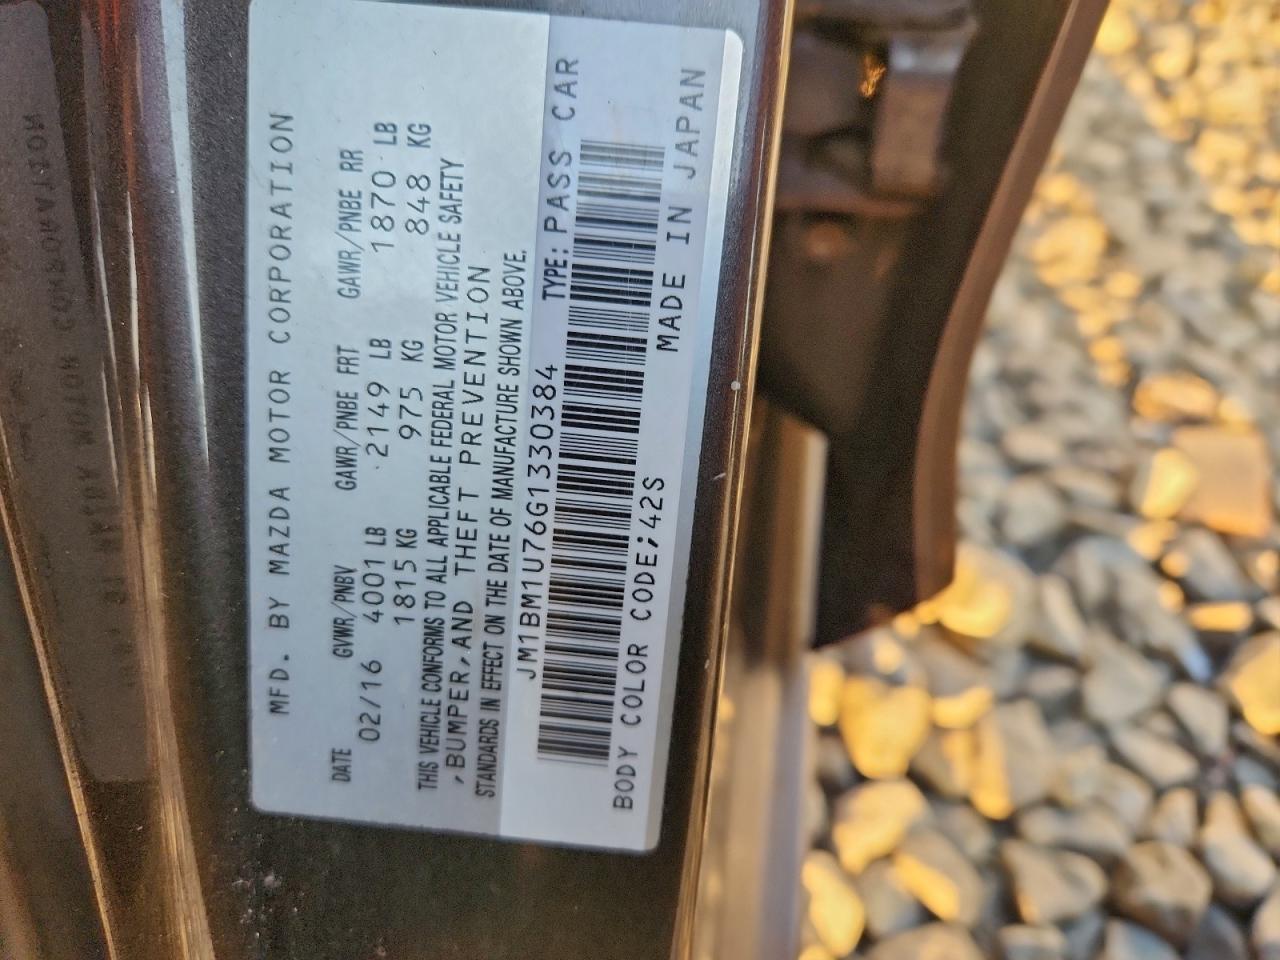 MFD. BY MAZDA MOTOR CORPORATION
DATE GVWR/PNBV GAWR/PNBE FRT GAWR/PNBE RR
02/16 4001 LB 2149 LB 1870 LB
1815 KG 975 KG 848 KG
THIS VEHICLE CONFORMS TO ALL APPLICABLE FEDERAL MOTOR VEHICLE SAFETY
,BUMPER,AND THEFT PREVENTION
STANDARDS IN EFFECT ON THE DATE OF MANUFACTURE SHOWN ABOVE.
JM1BM1U76G1330384 TYPE: PASS CAR
BODY COLOR CODE;42S MADE IN JAPAN